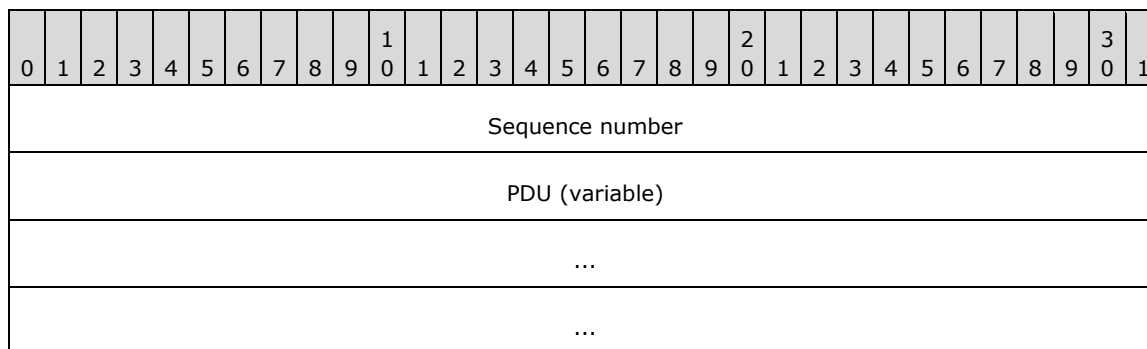 1 2 3
0 1 2 3 4 5 6 7 8 9 0 1 2 3 4 5 6 7 8 9 0 1 2 3 4 5 6 7 8 9 0 1
Sequence number
PDU (variable)
...
...